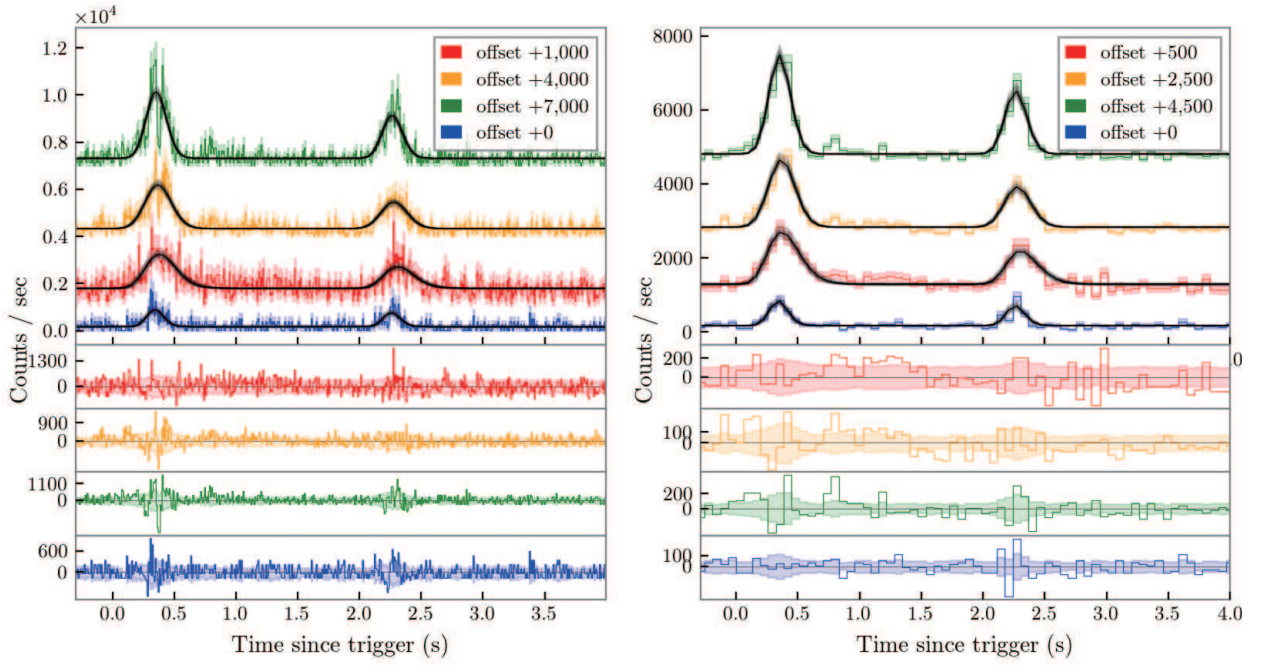 ×10⁴
1.2
1.0
0.8
0.6
0.4
0.2
0.0
offset +1,000
offset +4,000
offset +7,000
offset +0
Counts / sec
1300
0
900
0
1100
0
600
0
0.0 0.5 1.0 1.5 2.0 2.5 3.0 3.5
Time since trigger (s)
8000
6000
4000
2000
0
offset +500
offset +2,500
offset +4,500
offset +0
Counts / sec
200
0
0
100
0
200
0
100
0
0.0 0.5 1.0 1.5 2.0 2.5 3.0 3.5 4.0
Time since trigger (s)